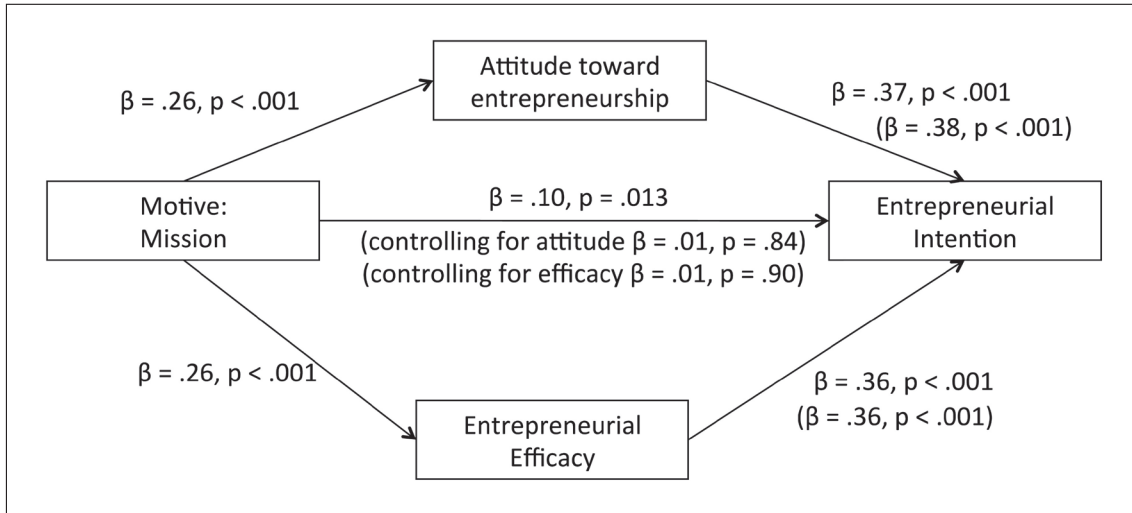 Attitude toward
entrepreneurship
β = .26, p < .001
β = .37, p < .001
(β = .38, p < .001)
Motive:
Mission
β = .10, p = .013
(controlling for attitude β = .01, p = .84)
(controlling for efficacy β = .01, p = .90)
Entrepreneurial
Intention
β = .26, p < .001
β = .36, p < .001
(β = .36, p < .001)
Entrepreneurial
Efficacy